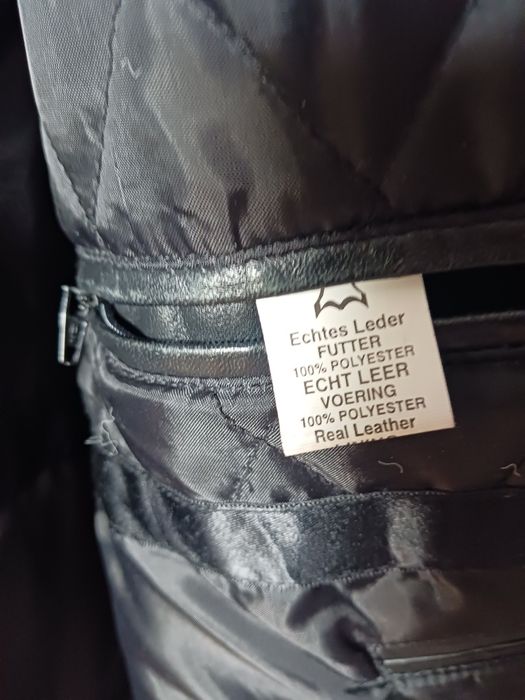 Echtes Leder
FUTTER
100% POLYESTER
ECHT LEER
VOERING
100% POLYESTER
Real Leather